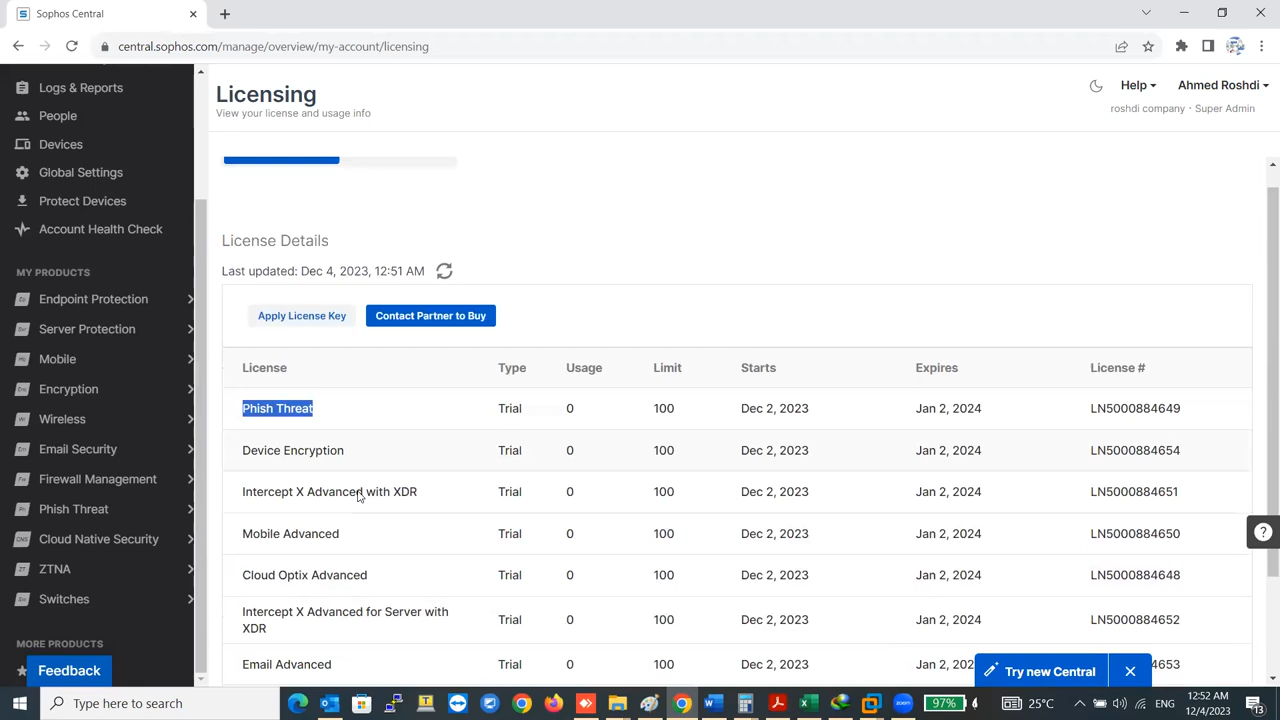 Sophos Central
central.sophos.com/manage/overview/my-account/licensing
Logs & Reports
People
Devices
Global Settings
Protect Devices
Account Health Check
MY PRODUCTS
Endpoint Protection
Server Protection
Mobile
Encryption
Wireless
Email Security
Firewall Management
Phish Threat
Cloud Native Security
ZTNA
Switches
MORE PRODUCTS
Feedback
Licensing
View your license and usage info
Help
Ahmed Roshdi
roshdi company · Super Admin
License Details
Last updated: Dec 4, 2023, 12:51 AM
Apply License Key Contact Partner to Buy
License Type Usage Limit Starts Expires License #
Phish Threat Trial 0 100 Dec 2, 2023 Jan 2, 2024 LN5000884649
Device Encryption Trial 0 100 Dec 2, 2023 Jan 2, 2024 LN5000884654
Intercept X Advanced with XDR Trial 0 100 Dec 2, 2023 Jan 2, 2024 LN5000884651
Mobile Advanced Trial 0 100 Dec 2, 2023 Jan 2, 2024 LN5000884650
Cloud Optix Advanced Trial 0 100 Dec 2, 2023 Jan 2, 2024 LN5000884648
Intercept X Advanced for Server with
XDR Trial 0 100 Dec 2, 2023 Jan 2, 2024 LN5000884652
Email Advanced Trial 0 100 Dec 2, 2023 Jan 2, 202 653
Try new Central
Type here to search
97%
25°C
ENG
12:52 AM
12/4/2023